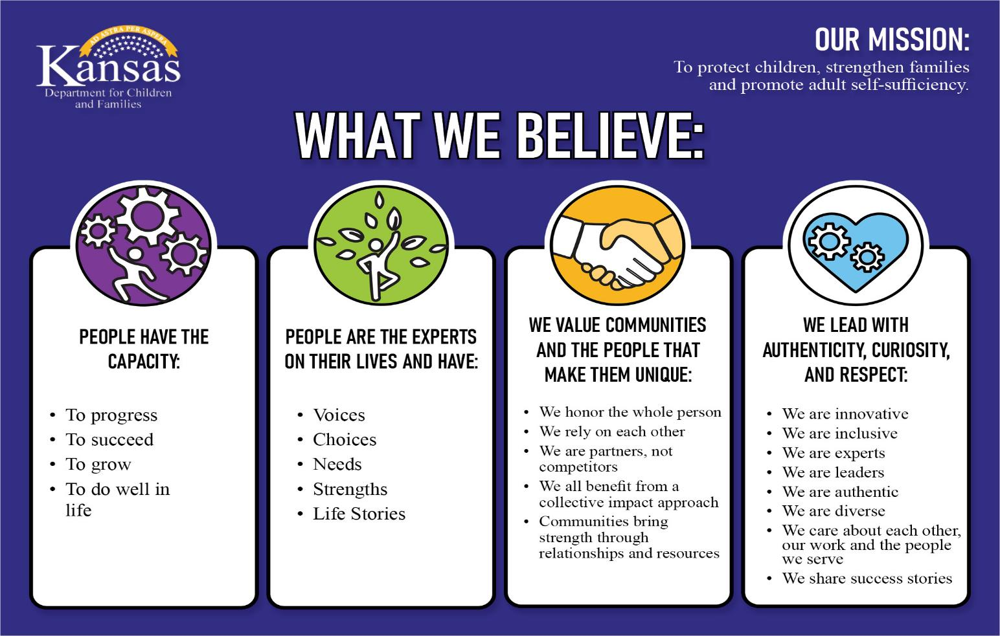 AD ASTRA PER ASPERA
Kansas
Department for Children
and Families
OUR MISSION:
To protect children, strengthen families
and promote adult self-sufficiency.
WHAT WE BELIEVE:
PEOPLE HAVE THE
CAPACITY:
• To progress
• To succeed
• To grow
• To do well in
life
PEOPLE ARE THE EXPERTS
ON THEIR LIVES AND HAVE:
• Voices
• Choices
• Needs
• Strengths
• Life Stories
WE VALUE COMMUNITIES
AND THE PEOPLE THAT
MAKE THEM UNIQUE:
• We honor the whole person
• We rely on each other
• We are partners, not
competitors
• We all benefit from a
collective impact approach
• Communities bring
strength through
relationships and resources
WE LEAD WITH
AUTHENTICITY, CURIOSITY,
AND RESPECT:
• We are innovative
• We are inclusive
• We are experts
• We are leaders
• We are authentic
• We are diverse
• We care about each other,
our work and the people
we serve
• We share success stories